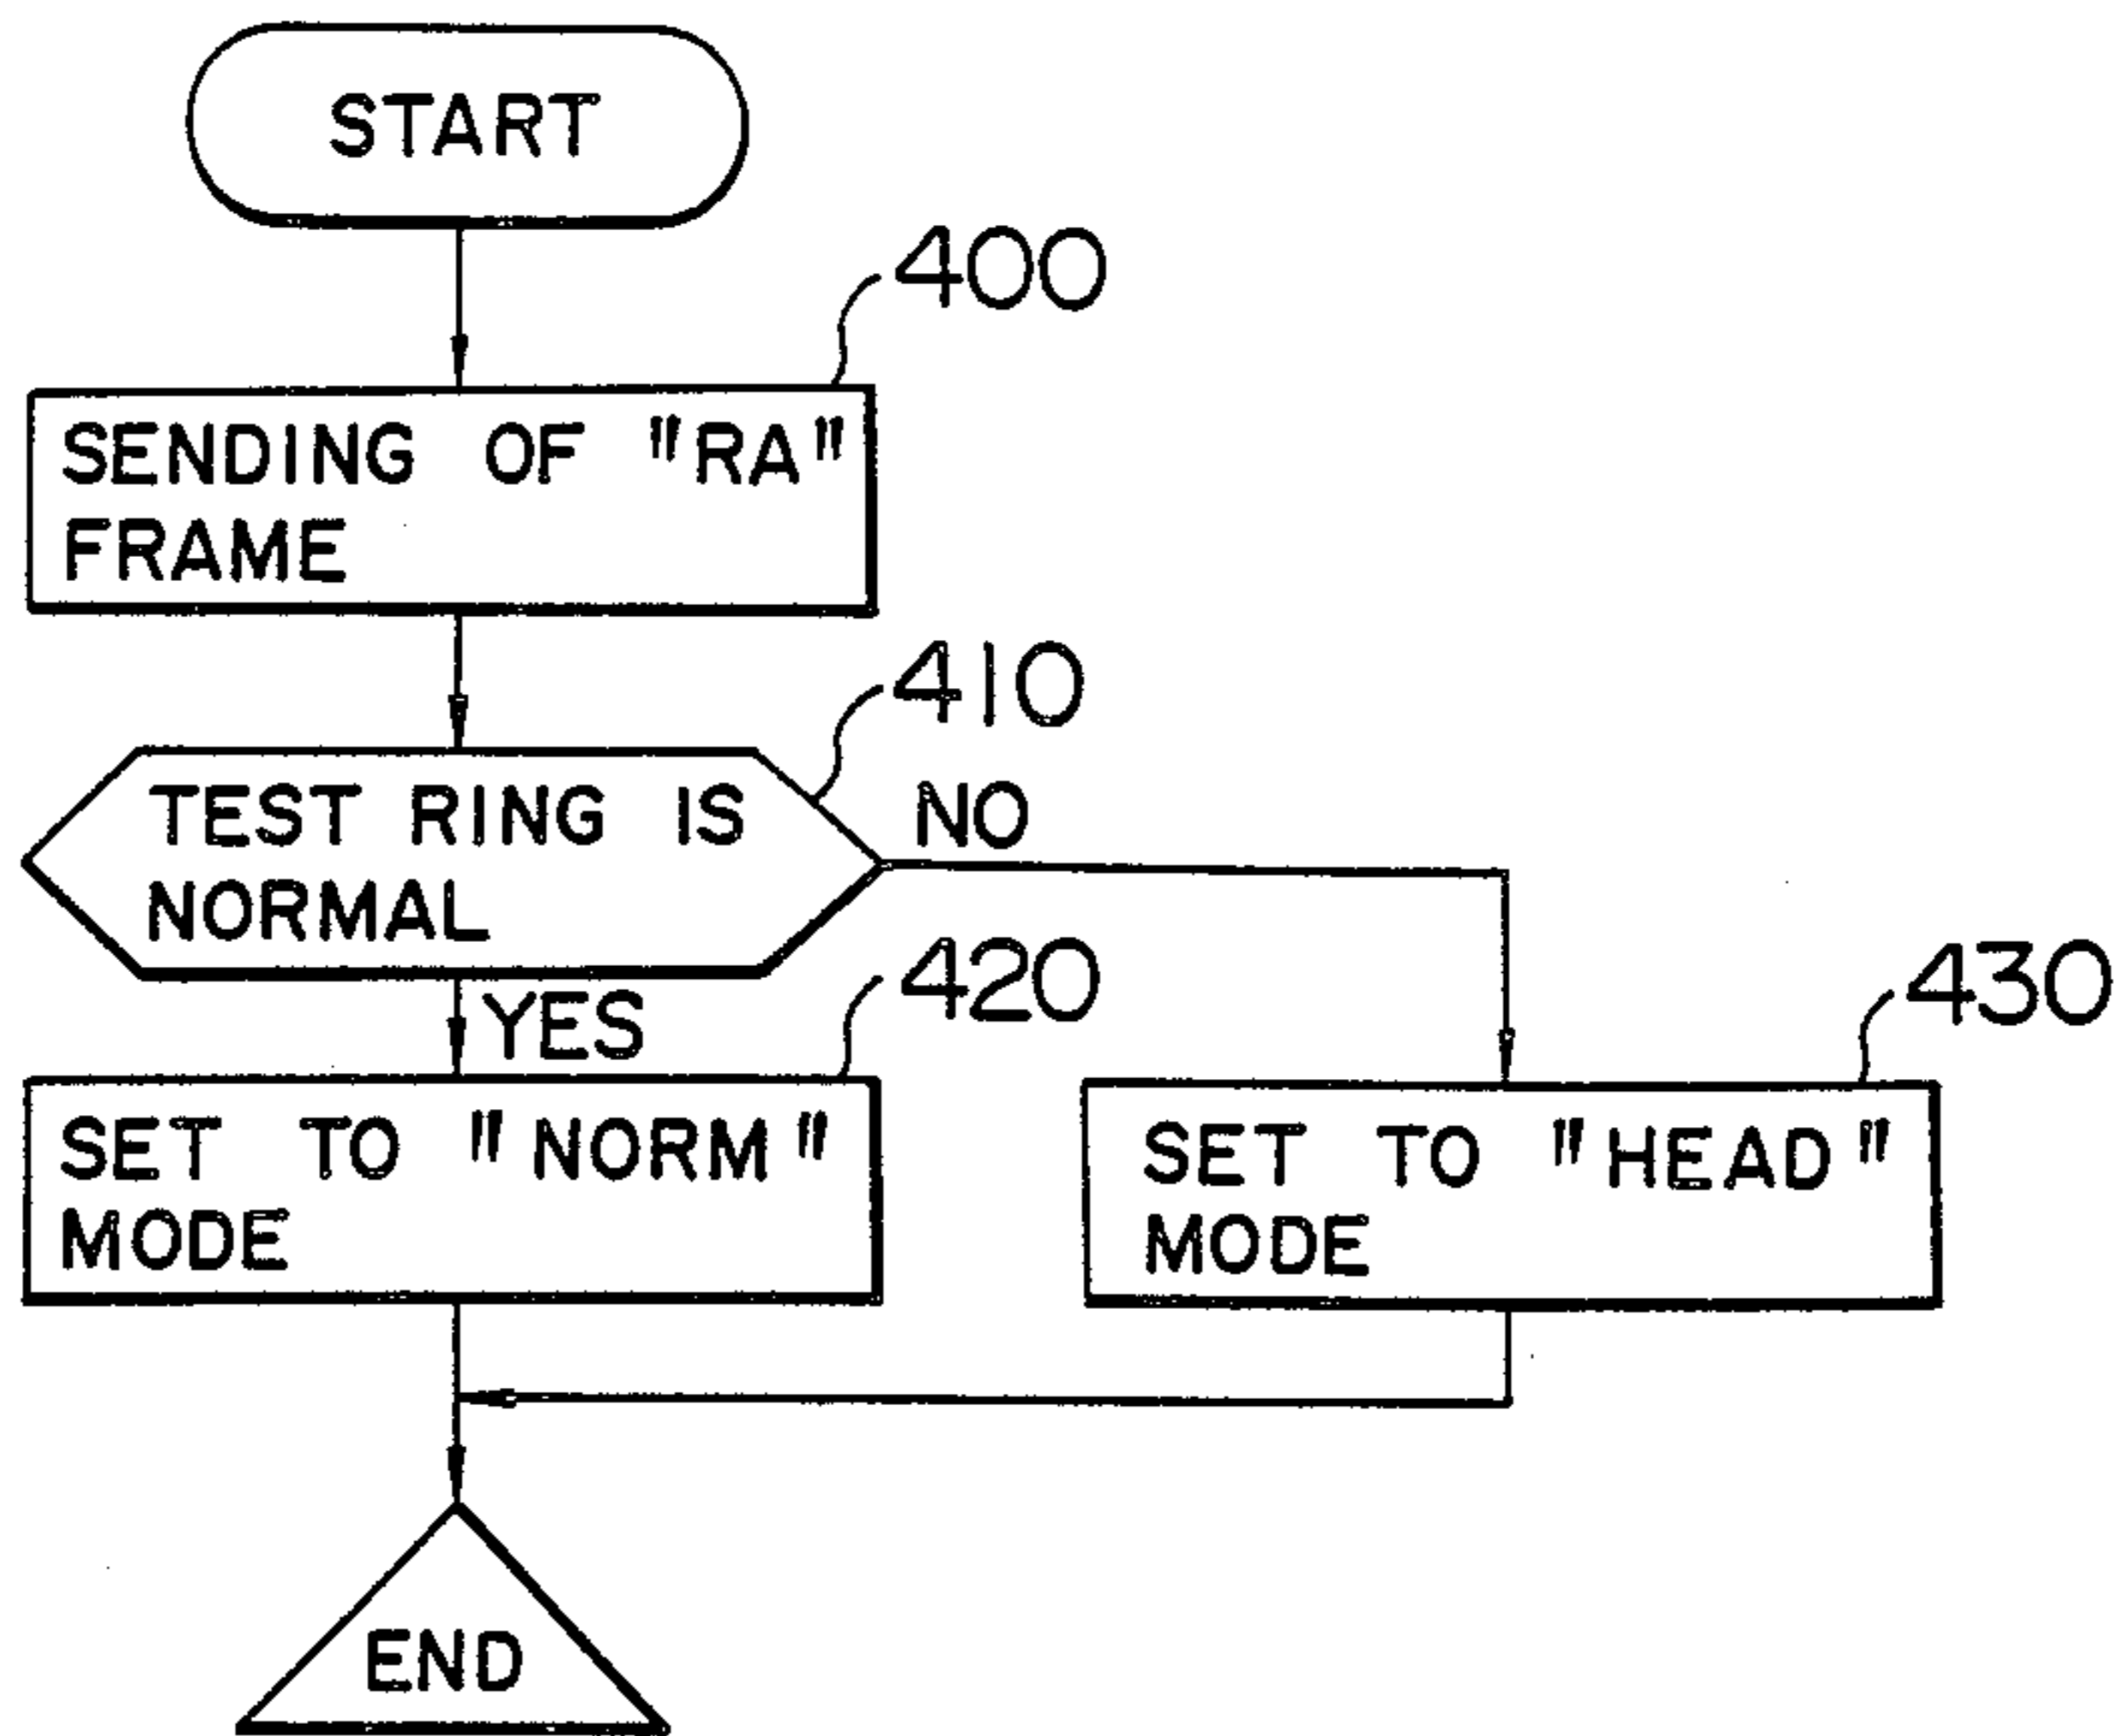 START
400
SENDING OF "RA"
FRAME
410
TEST RING IS
NORMAL
NO
YES
420
SET TO "NORM"
MODE
430
SET TO "HEAD"
MODE
END